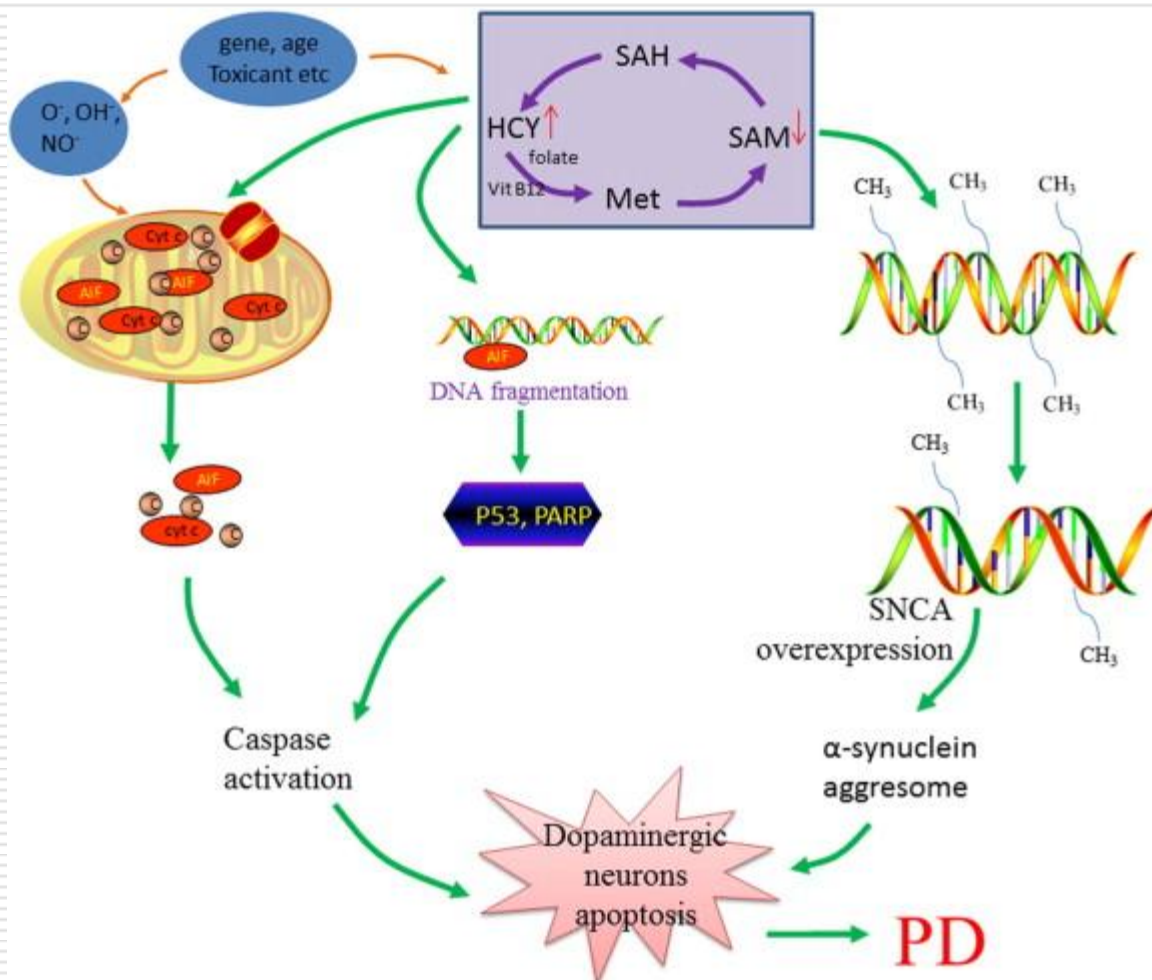 gene, age
Toxicant etc
O⁻, OH⁻,
NO⁻
SAH
HCY↑
SAM↓
folate
Vit B12
Met
Cyt c
C
C
AIF
C
AIF
C
Cyt c
C
Cyt c
C
C
AIF
DNA fragmentation
AIF
C
C
cyt c
C
P53, PARP
CH₃
CH₃
CH₃
CH₃
CH₃
CH₃
SNCA
overexpression
CH₃
Caspase
activation
α-synuclein
aggresome
Dopaminergic
neurons
apoptosis
PD